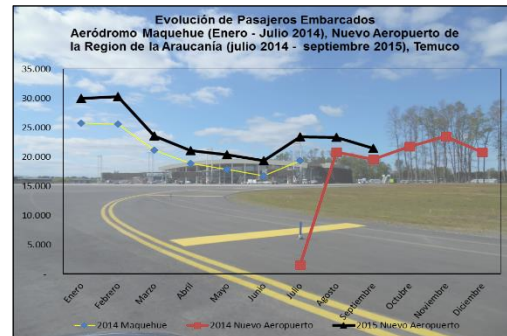 Evolución de Pasajeros Embarcados
Aeródromo Maquehue (Enero - Julio 2014), Nuevo Aeropuerto de
la Region de la Araucanía (julio 2014 - septiembre 2015), Temuco
35.000
30.000
25.000
20.000
15.000
10.000
5.000
-
Enero
Febrero
Marzo
Abril
Mayo
Junio
Julio
Agosto
Septiembre
Octubre
Noviembre
Diciembre
2014 Maquehue
2014 Nuevo Aeropuerto
2015 Nuevo Aeropuerto